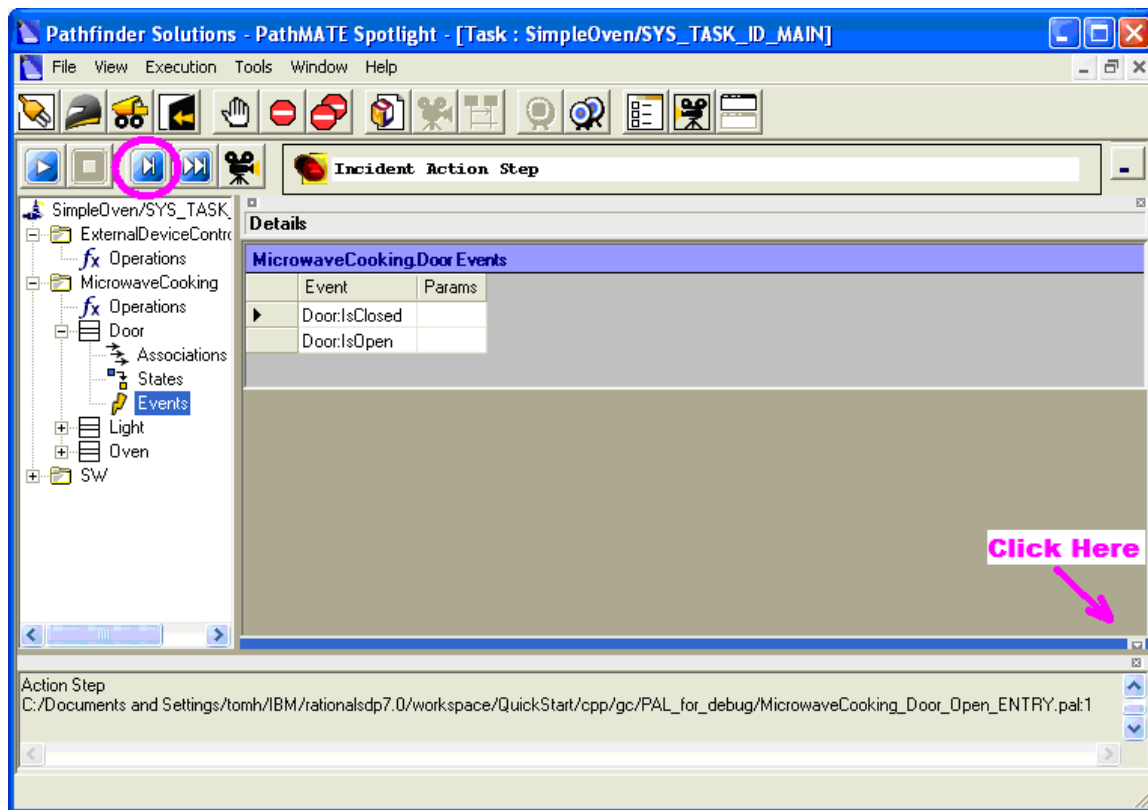 Pathfinder Solutions - PathMATE Spotlight - [Task : SimpleOven/SYS_TASK_ID_MAIN]
File View Execution Tools Window Help
Incident Action Step
SimpleOven/SYS_TASK_
ExternalDeviceContro
Operations
MicrowaveCooking
Operations
Door
Associations
States
Events
Light
Oven
SW
Details
MicrowaveCooking.Door Events
Event Params
Door:IsClosed
Door:IsOpen
Click Here
Action Step
C:/Documents and Settings/tomh/IBM/rationalsdp7.0/workspace/QuickStart/cpp/gc/PAL_for_debug/MicrowaveCooking_Door_Open_ENTRY.pal:1